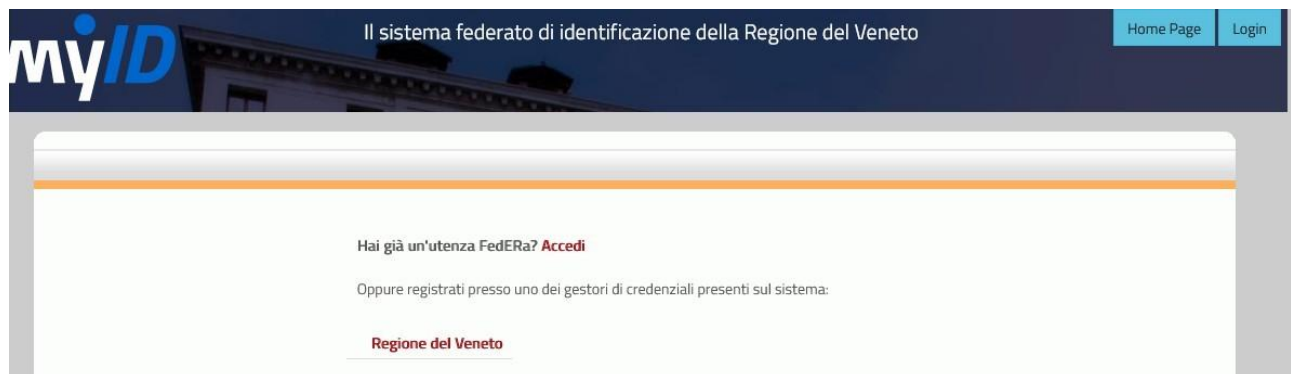 myID
Il sistema federato di identificazione della Regione del Veneto
Home Page
Login
Hai già un'utenza FedERa? Accedi
Oppure registrati presso uno dei gestori di credenziali presenti sul sistema:
Regione del Veneto